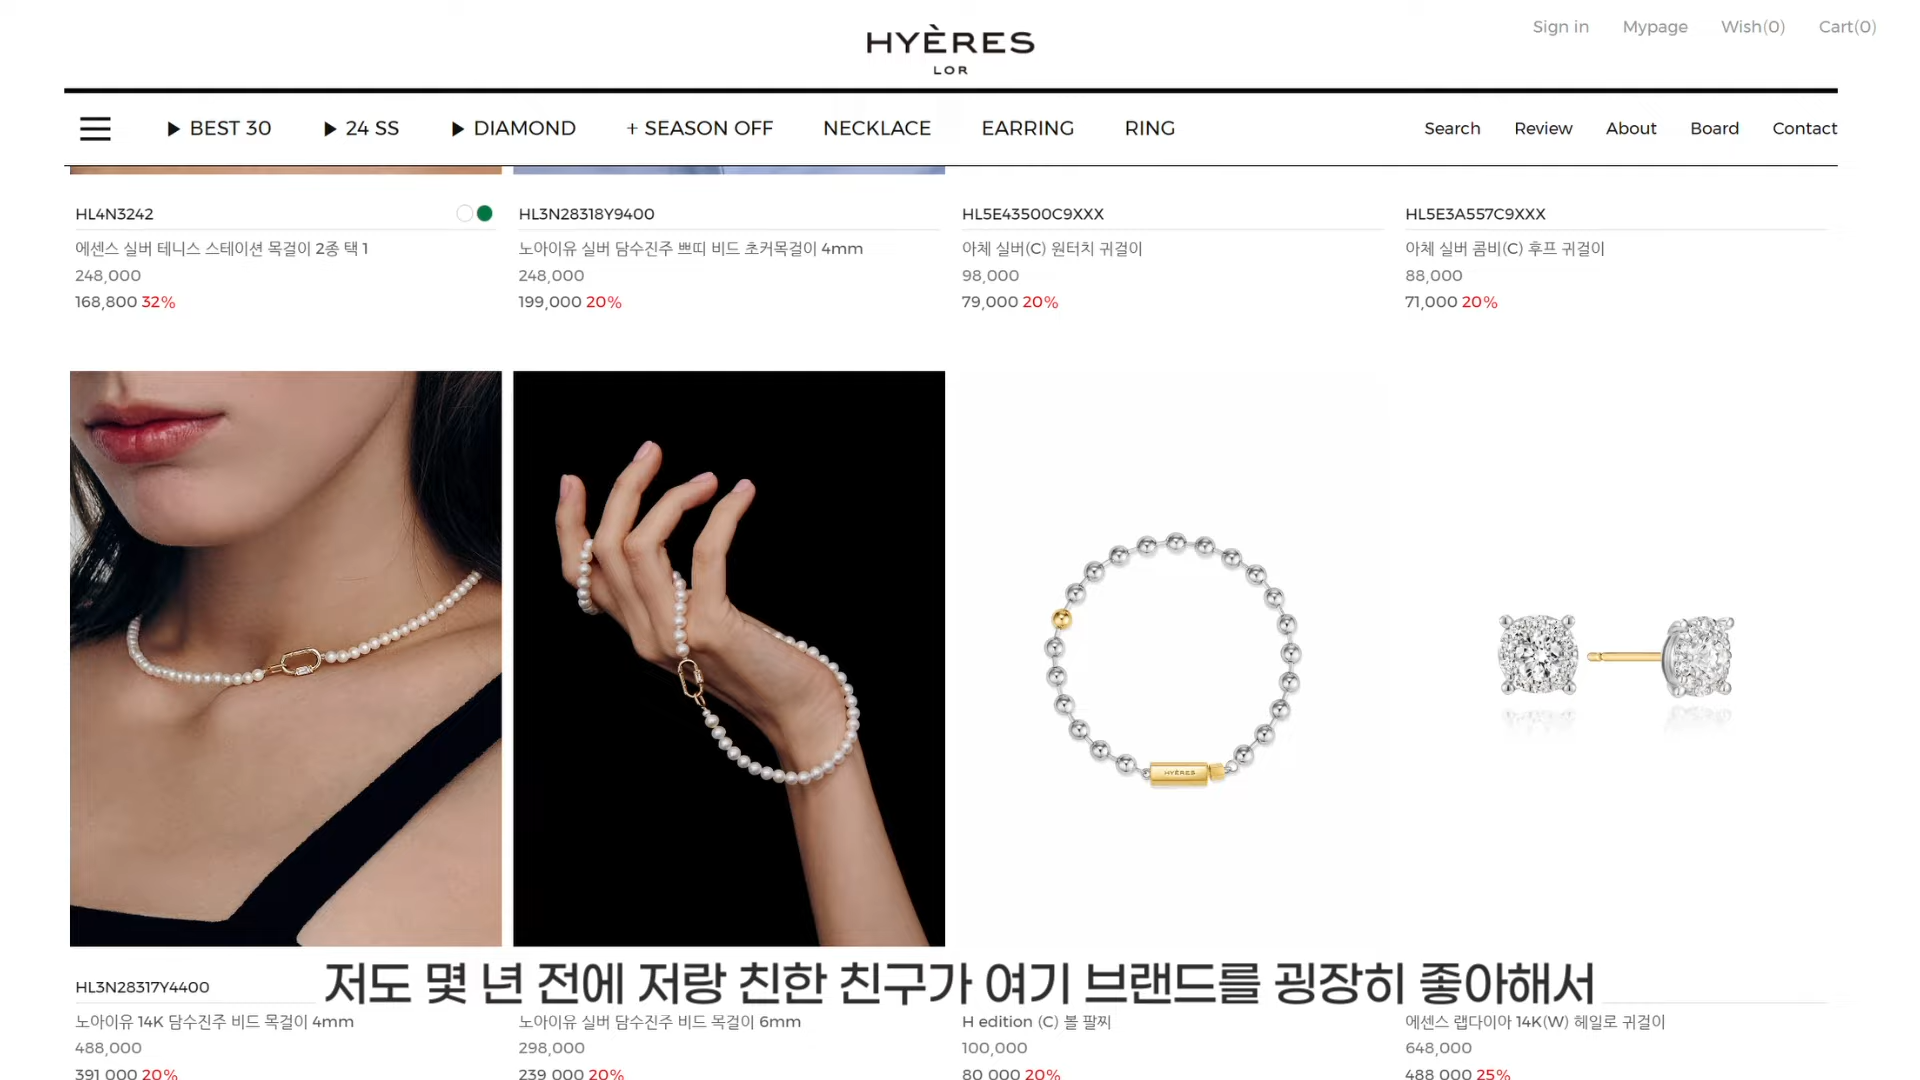 Sign in Mypage Wish(0) Cart(0)
HYÈRES
LOR
▶ BEST 30 ▶ 24 SS ▶ DIAMOND + SEASON OFF NECKLACE EARRING RING Search Review About Board Contact
HL4N3242
에센스 실버 테니스 스테이션 목걸이 2종 택 1
248,000
168,800 32%
HL3N28318Y9400
노아이유 실버 담수진주 쁘띠 비드 초커목걸이 4mm
248,000
199,000 20%
HL5E43500C9XXX
아체 실버(C) 원터치 귀걸이
98,000
79,000 20%
HL5E3A557C9XXX
아체 실버 콤비(C) 후프 귀걸이
88,000
71,000 20%
HYÈRES
저도 몇 년 전에 저랑 친한 친구가 여기 브랜드를 굉장히 좋아해서
HL3N28317Y4400
노아이유 14K 담수진주 비드 목걸이 4mm
488,000
391,000 20%
노아이유 실버 담수진주 비드 목걸이 6mm
298,000
239,000 20%
H edition (C) 볼 팔찌
100,000
80,000 20%
에센스 랩다이아 14K(W) 헤일로 귀걸이
648,000
488,000 25%